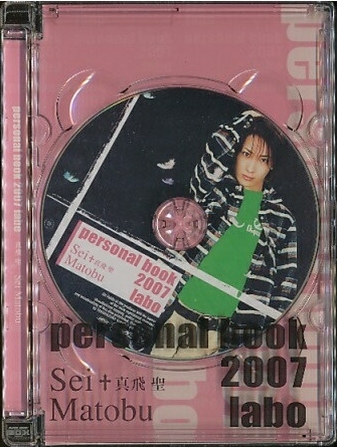 personal book 2007 labo
personal book
2007
labo
Sei†真飛 聖
Matobu
personal book
2007
labo
Sei†真飛 聖
Matobu